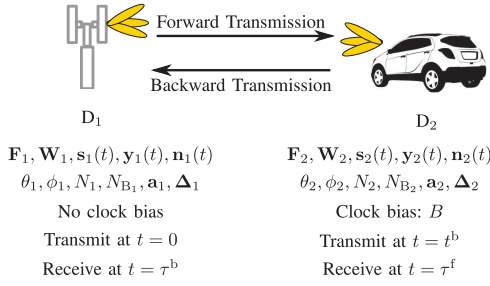 Forward Transmission
Backward Transmission
D₁
D₂
F₁, W₁, s₁(t), y₁(t), n₁(t)
θ₁, ϕ₁, N₁, N_B₁, a₁, Δ₁
No clock bias
Transmit at t = 0
Receive at t = τᵇ
F₂, W₂, s₂(t), y₂(t), n₂(t)
θ₂, ϕ₂, N₂, N_B₂, a₂, Δ₂
Clock bias: B
Transmit at t = tᵇ
Receive at t = τᶠ